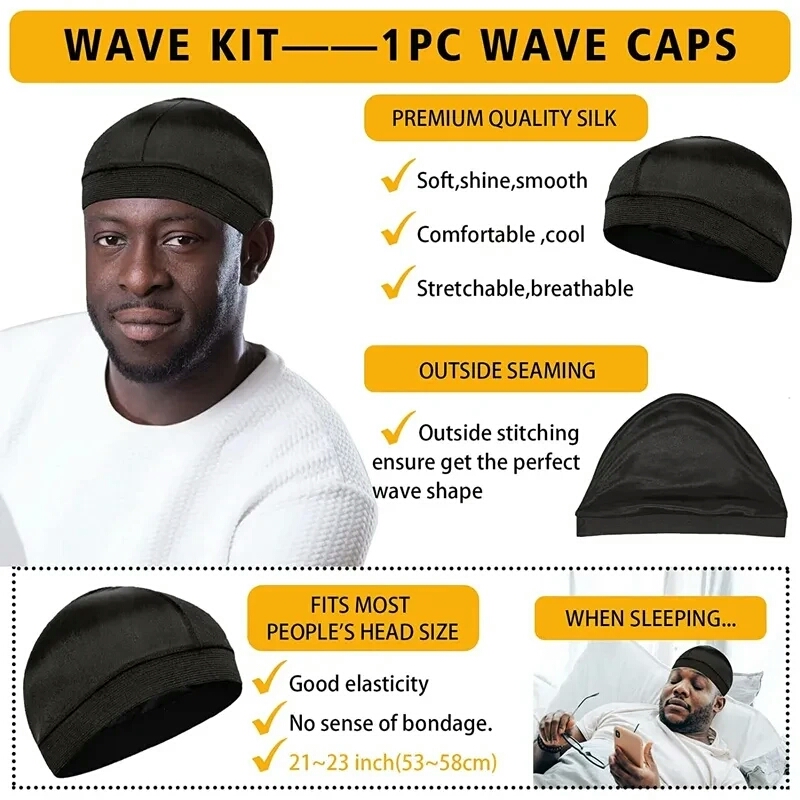 WAVE KIT——1PC WAVE CAPS
PREMIUM QUALITY SILK
Soft,shine,smooth
Comfortable ,cool
Stretchable,breathable
OUTSIDE SEAMING
Outside stitching
ensure get the perfect
wave shape
FITS MOST
PEOPLE'S HEAD SIZE
Good elasticity
No sense of bondage.
21~23 inch(53~58cm)
WHEN SLEEPING...